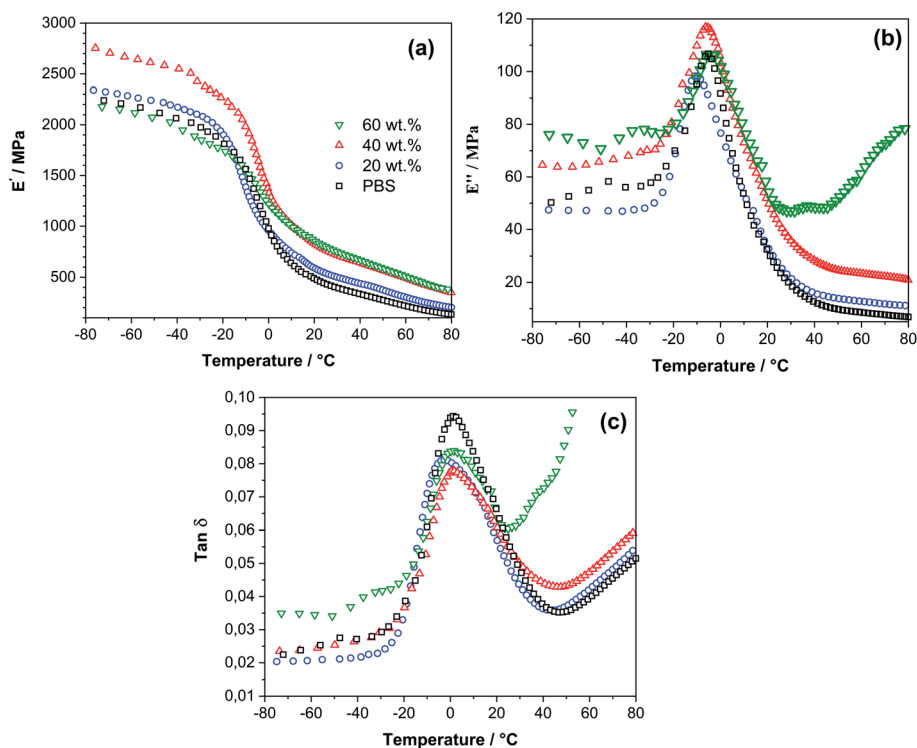 (a)
3000
2500
2000
1500
1000
500
E' / MPa
60 wt.%
40 wt.%
20 wt.%
PBS
-80 -60 -40 -20 0 20 40 60 80
Temperature / °C
(b)
120
100
80
60
40
20
E'' / MPa
-80 -60 -40 -20 0 20 40 60 80
Temperature / °C
(c)
0,10
0,09
0,08
0,07
0,06
0,05
0,04
0,03
0,02
0,01
Tan δ
-80 -60 -40 -20 0 20 40 60 80
Temperature / °C